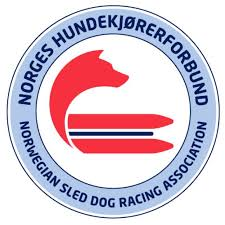 NORGES HUNDEKJØRERFORBUND
NORWEGIAN SLED DOG RACING ASSOCIATION